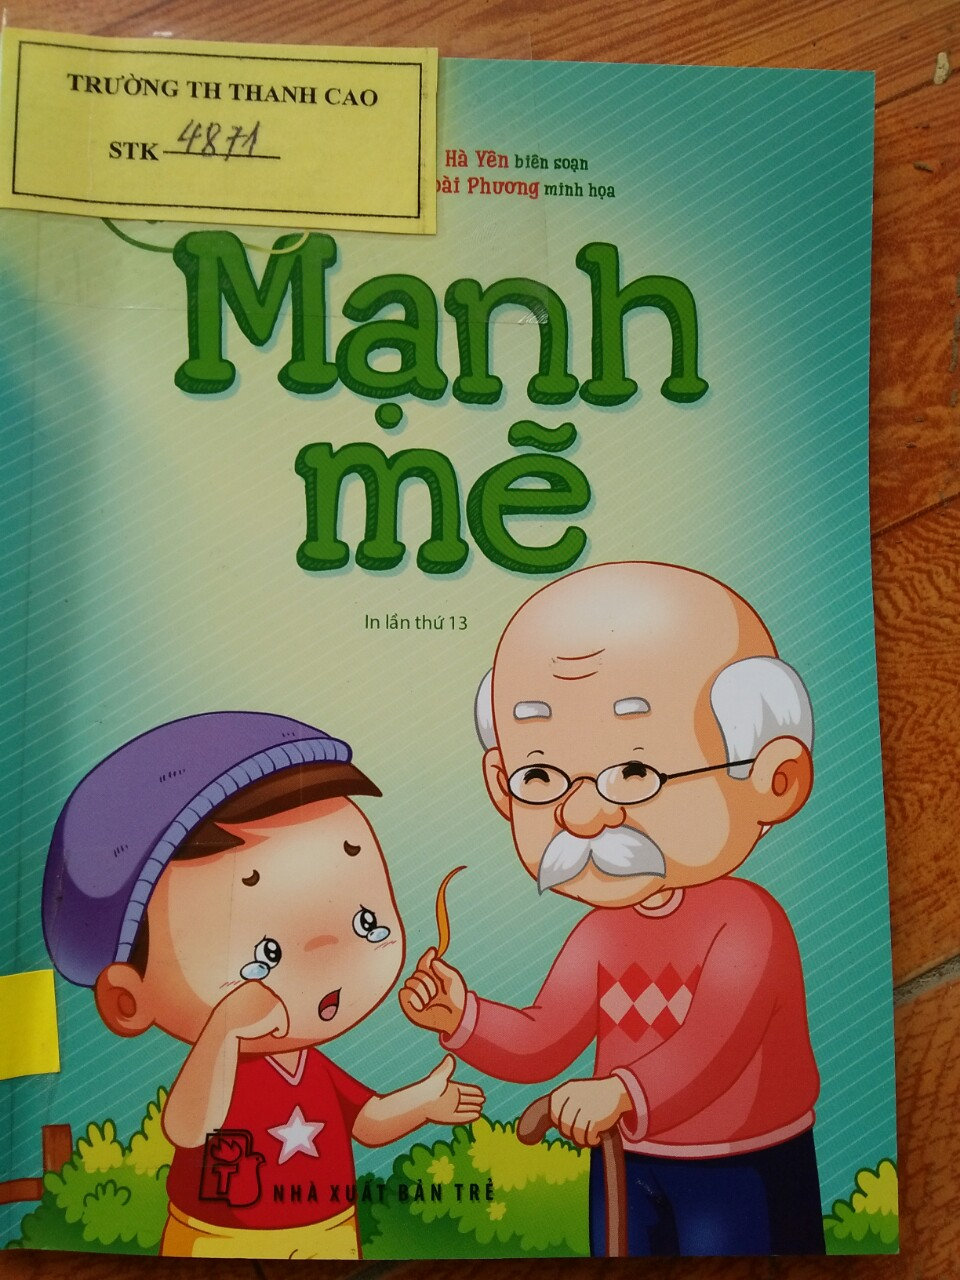 TRƯỜNG TH THANH CAO
STK 4871
Hà Yên biên soạn
Phương minh họa
Mạnh
mẽ
In lần thứ 13
NHÀ XUẤT BẢN TRẺ